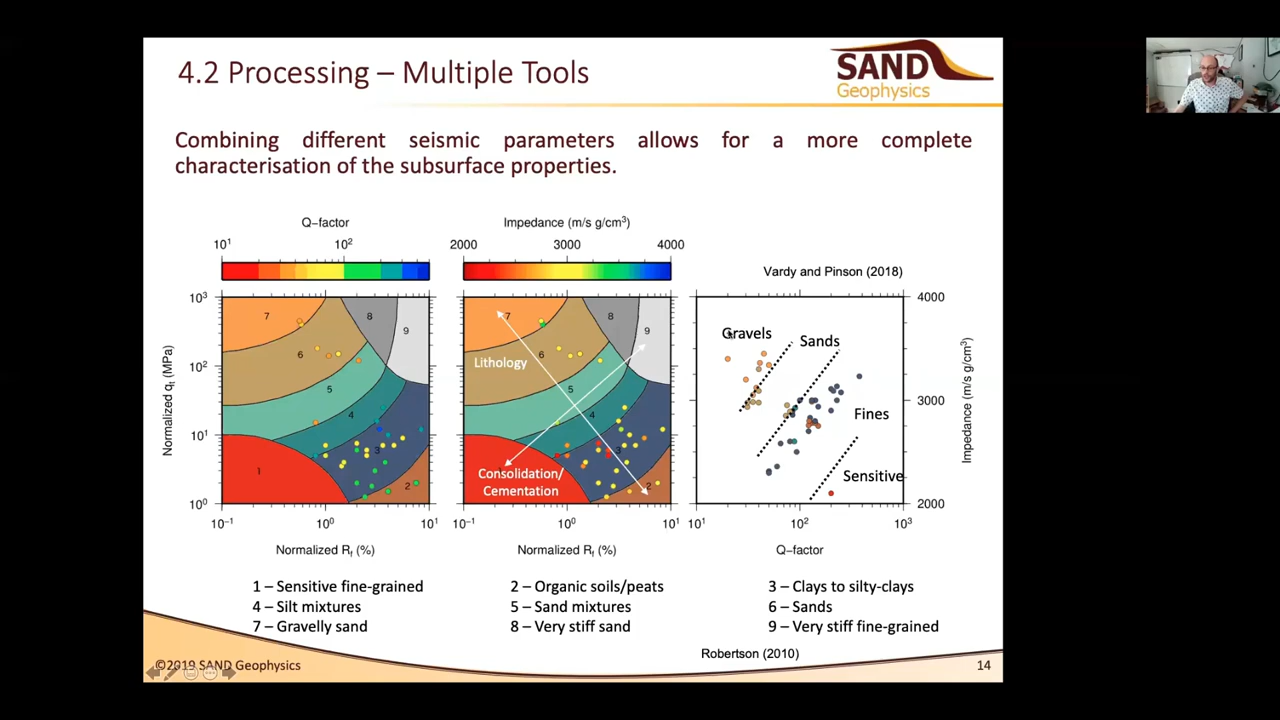 4.2 Processing – Multiple Tools
SAND
Geophysics
Combining different seismic parameters allows for a more complete
characterisation of the subsurface properties.
Q−factor
10¹ 10²
Impedance (m/s g/cm³)
2000 3000 4000
Vardy and Pinson (2018)
Normalized qt (MPa)
10³
10²
10¹
10⁰
7
8
9
6
5
4
3
1
2
10⁻¹ 10⁰ 10¹
Normalized Rf (%)
7
8
9
6
Lithology
5
4
3
1
2
Consolidation/
Cementation
10⁻¹ 10⁰ 10¹
Normalized Rf (%)
Gravels
Sands
Fines
Sensitive
4000
3000
2000
Impedance (m/s g/cm³)
10¹ 10² 10³
Q−factor
1 – Sensitive fine-grained
2 – Organic soils/peats
3 – Clays to silty-clays
4 – Silt mixtures
5 – Sand mixtures
6 – Sands
7 – Gravelly sand
8 – Very stiff sand
9 – Very stiff fine-grained
Robertson (2010)
©2019 SAND Geophysics
14